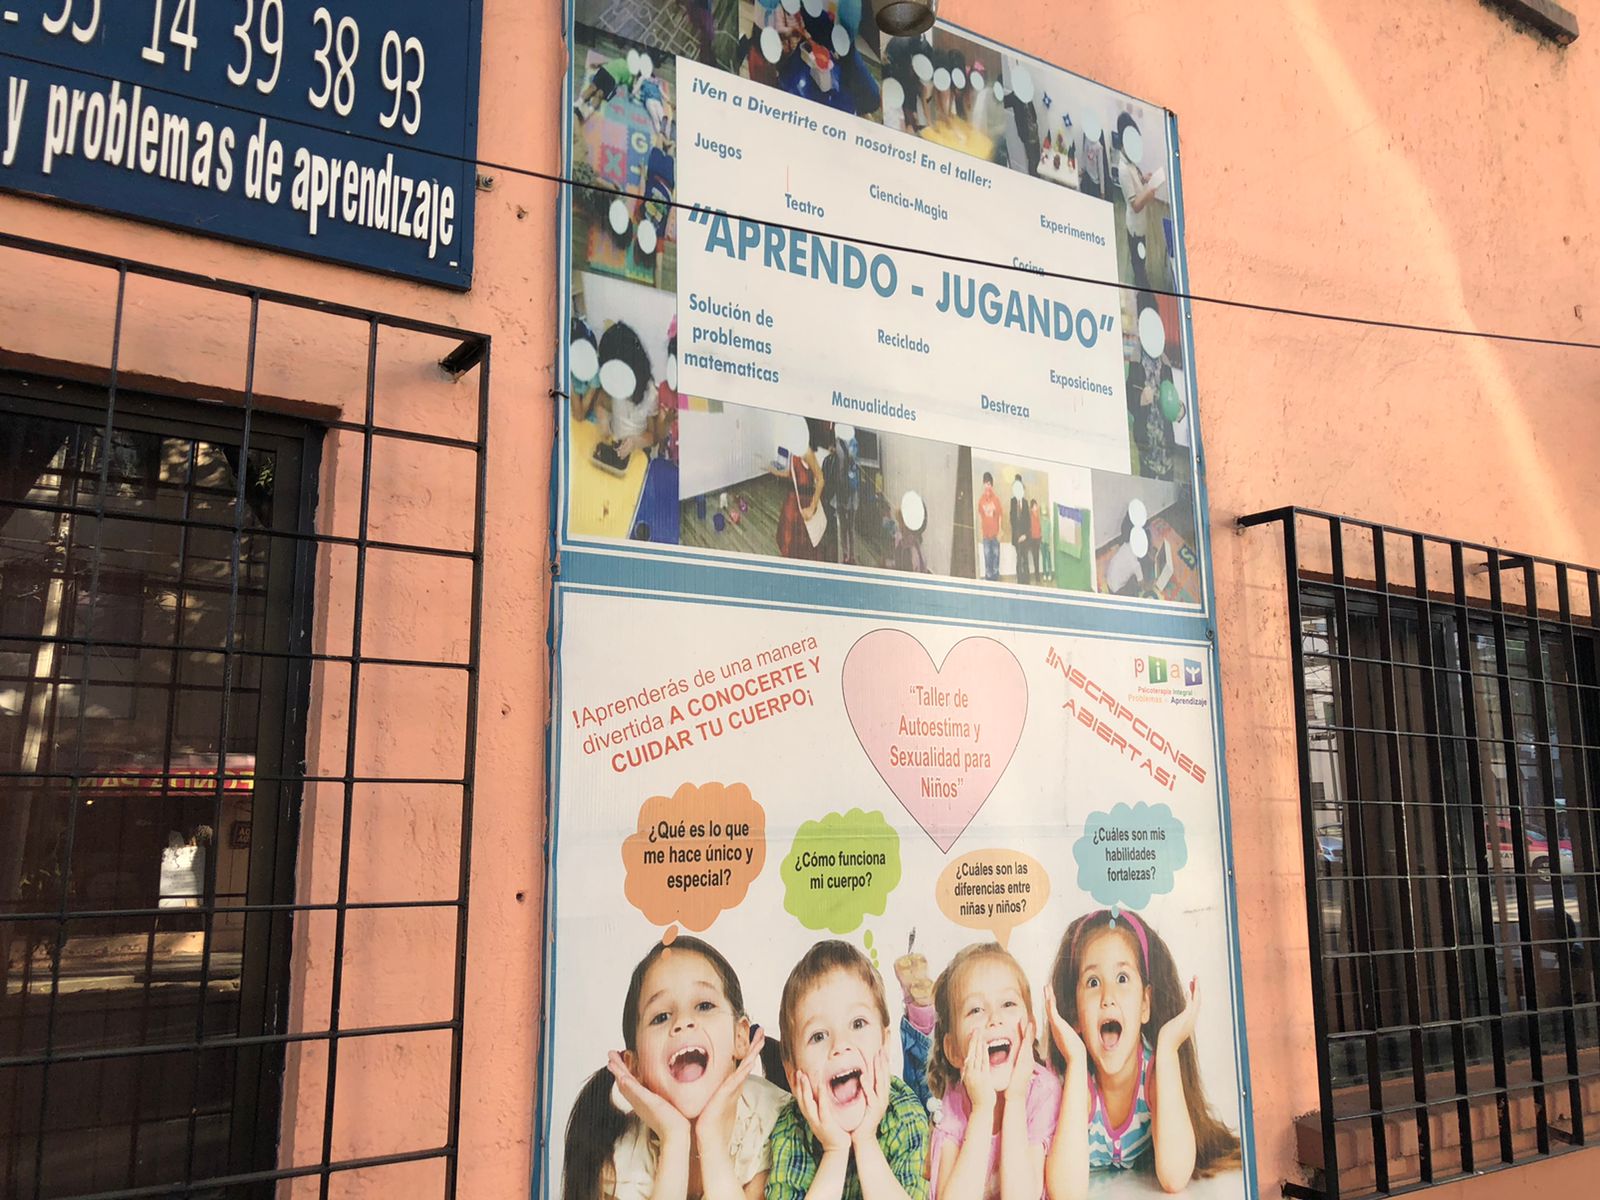 55 14 39 38 93
y problemas de aprendizaje
¡Ven a Divertirte con nosotros! En el taller:
Juegos
Teatro
Ciencia-Magia
Experimentos
Cocina
"APRENDO - JUGANDO"
Solución de
problemas
matematicas
Reciclado
Exposiciones
Manualidades
Destreza
!Aprenderás de una manera
divertida A CONOCERTE Y
CUIDAR TU CUERPO¡
"Taller de
Autoestima y
Sexualidad para
Niños"
!INSCRIPCIONES
ABIERTAS¡
pia
Psicoterapia Integral
Problemas de Aprendizaje
¿Qué es lo que
me hace único y
especial?
¿Cómo funciona
mi cuerpo?
¿Cuáles son las
diferencias entre
niñas y niños?
¿Cuáles son mis
habilidades
fortalezas?